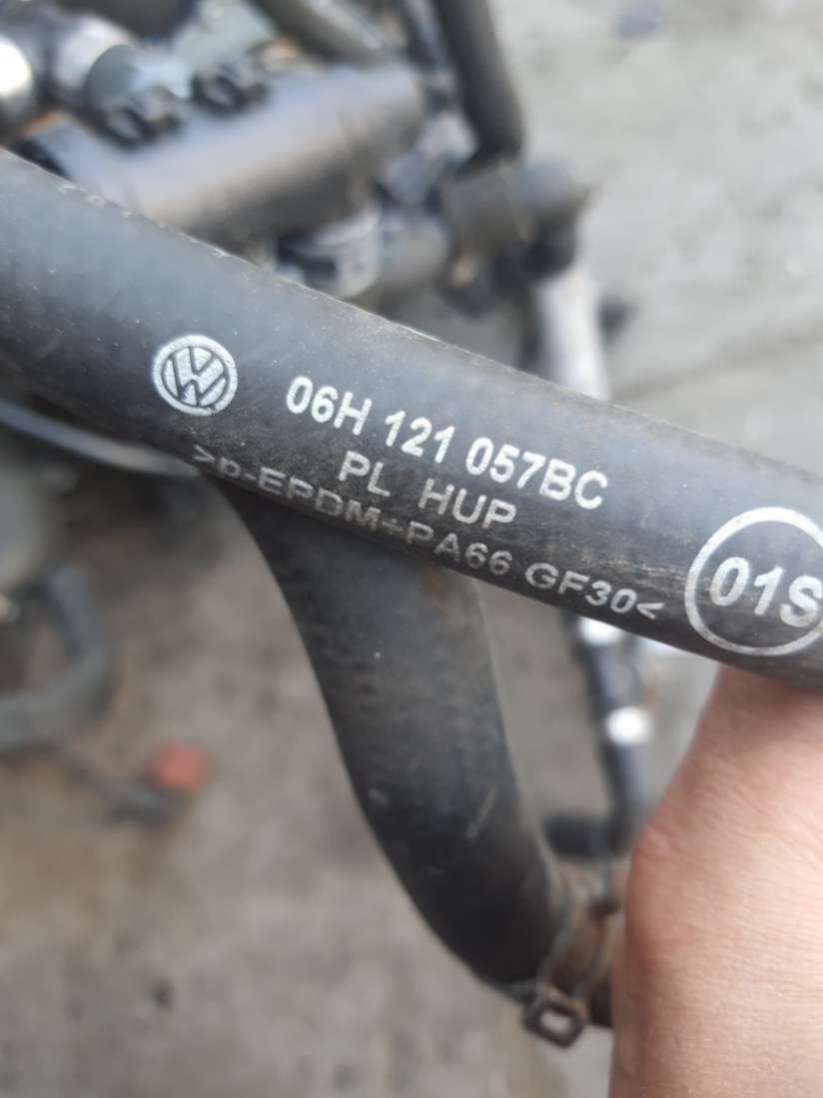 06H 121 057BC
PL HUP
>p-EPDM+PA66 GF30<
01S